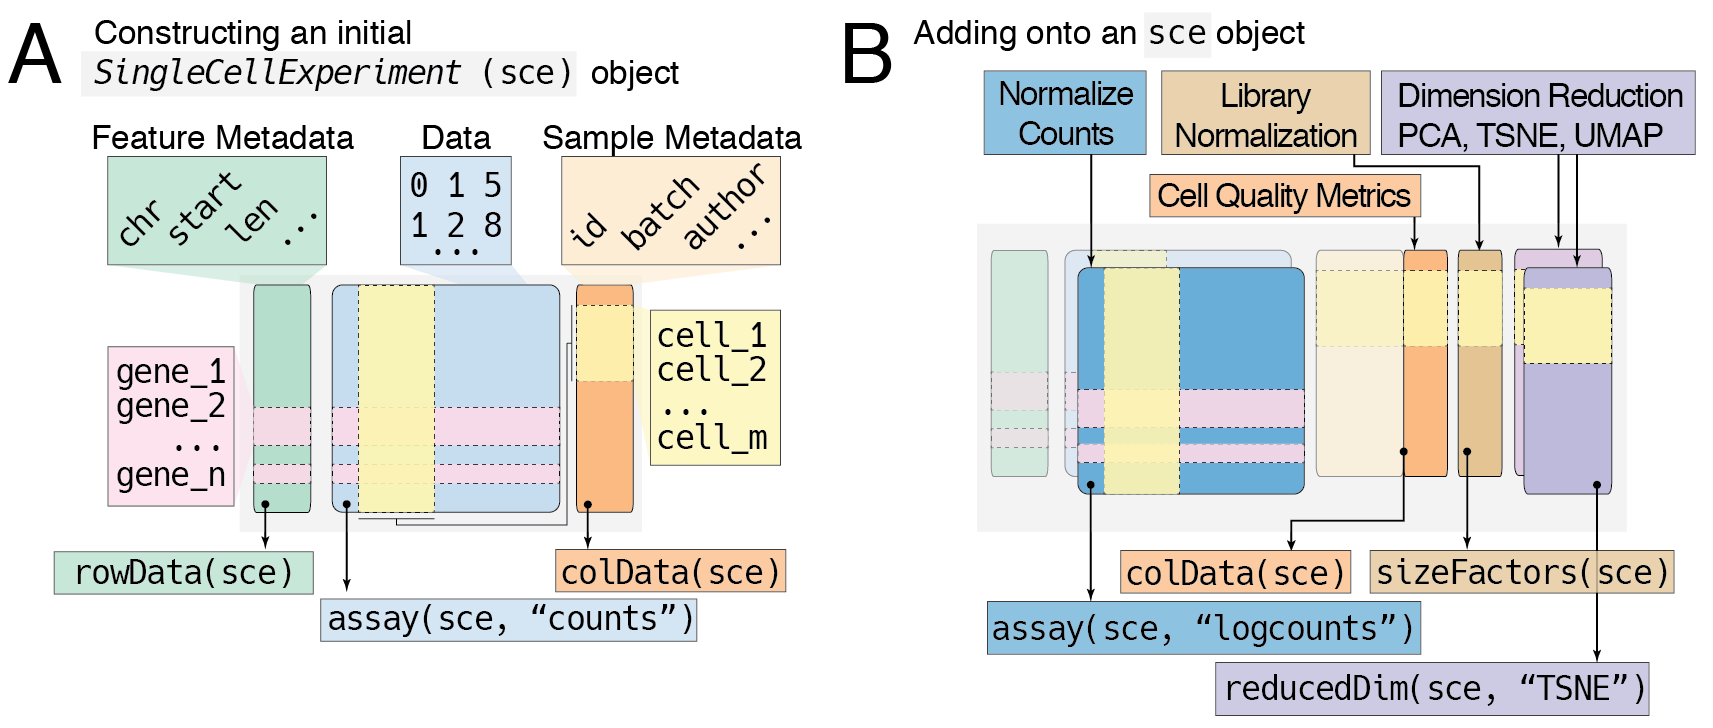 A
Constructing an initial
SingleCellExperiment (sce) object
Feature Metadata
Data
Sample Metadata
chr
start
len
...
0 1 5
1 2 8
...
id
batch
author
...
gene_1
gene_2
...
gene_n
cell_1
cell_2
...
cell_m
rowData(sce)
assay(sce, “counts”)
colData(sce)
B
Adding onto an sce object
Normalize
Counts
Library
Normalization
Dimension Reduction
PCA, TSNE, UMAP
Cell Quality Metrics
colData(sce)
sizeFactors(sce)
assay(sce, “logcounts”)
reducedDim(sce, “TSNE”)